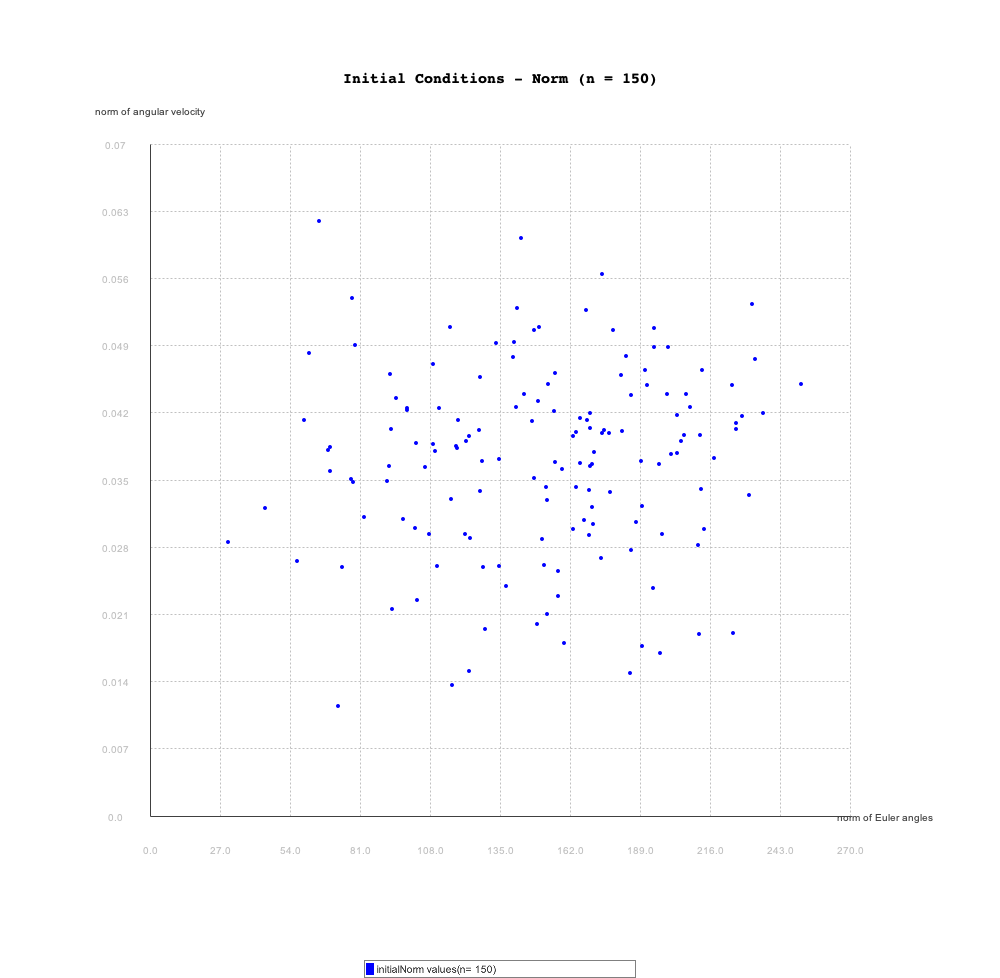 Initial Conditions - Norm (n = 150)
norm of angular velocity
0.07
0.063
0.056
0.049
0.042
0.035
0.028
0.021
0.014
0.007
0.0
norm of Euler angles
0.0 27.0 54.0 81.0 108.0 135.0 162.0 189.0 216.0 243.0 270.0
initialNorm values(n= 150)